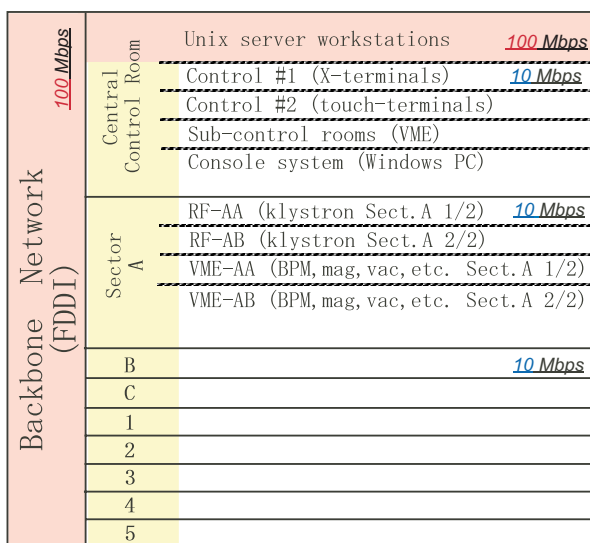 Backbone Network
(FDDI)
100 Mbps
Central
Control Room
Unix server workstations 100 Mbps
Control #1 (X-terminals) 10 Mbps
Control #2 (touch-terminals)
Sub-control rooms (VME)
Console system (Windows PC)
Sector
A
RF-AA (klystron Sect.A 1/2) 10 Mbps
RF-AB (klystron Sect.A 2/2)
VME-AA (BPM,mag,vac,etc. Sect.A 1/2)
VME-AB (BPM,mag,vac,etc. Sect.A 2/2)
B 10 Mbps
C
1
2
3
4
5